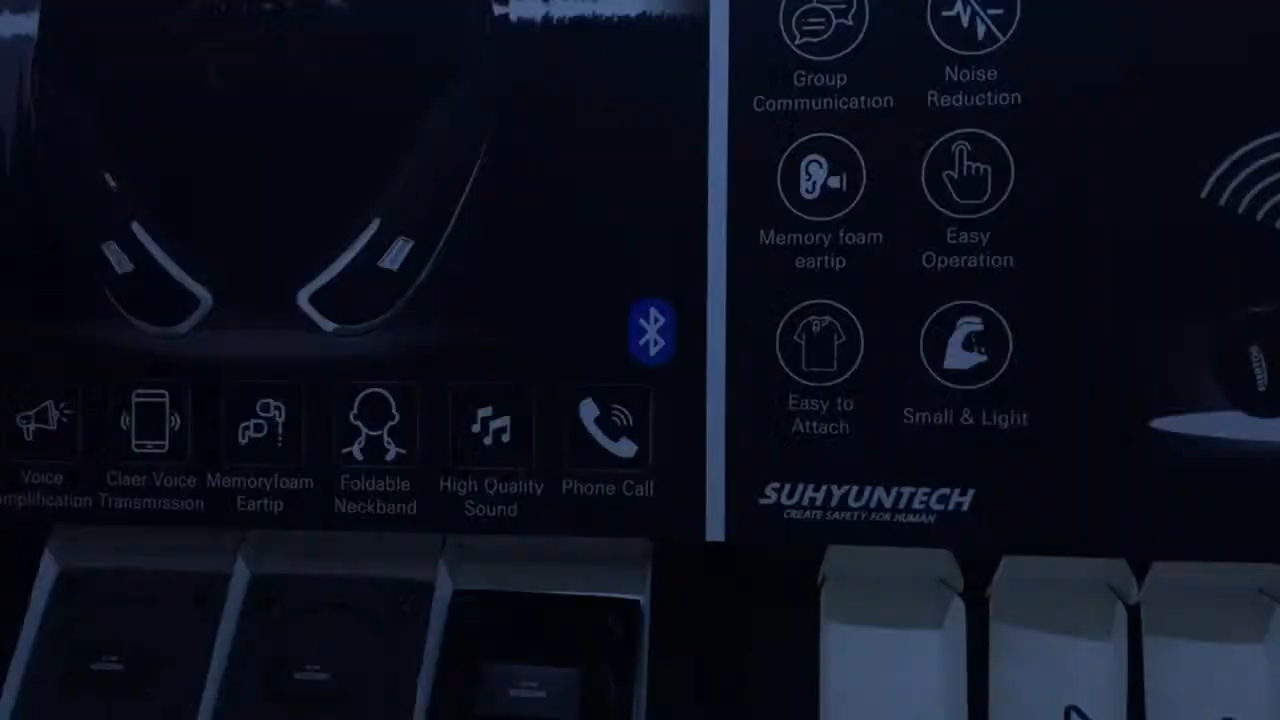 Voice
Claer Voice
Transmission
Memoryfoam
Eartip
Foldable
Neckband
High Quality
Sound
Phone Call
Group
Communication
Noise
Reduction
Memory foam
eartip
Easy
Operation
Easy to
Attach
Small & Light
SUHYUNTECH
CREATE SAFETY FOR HUMAN